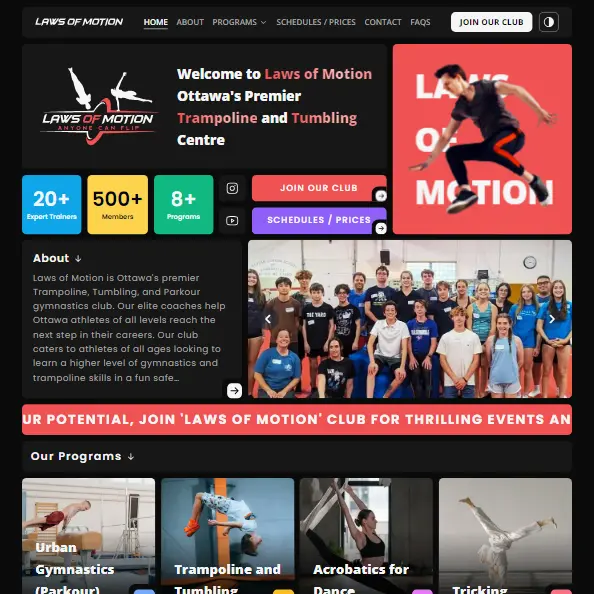 LAWS OF MOTION
HOME ABOUT PROGRAMS SCHEDULES / PRICES CONTACT FAQS
JOIN OUR CLUB
LAWS OF MOTION
ANYONE CAN FLIP
Welcome to Laws of Motion
Ottawa's Premier
Trampoline and Tumbling
Centre
LAWS
OF
MOTION
20+
Expert Trainers
500+
Members
8+
Programs
JOIN OUR CLUB
SCHEDULES / PRICES
About ↓
Laws of Motion is Ottawa's premier
Trampoline, Tumbling, and Parkour
gymnastics club. Our elite coaches help
Ottawa athletes of all levels reach the
next step in their careers. Our club
caters to athletes of all ages looking to
learn a higher level of gymnastics and
trampoline skills in a fun safe...
UR POTENTIAL, JOIN 'LAWS OF MOTION' CLUB FOR THRILLING EVENTS AN
Our Programs ↓
Urban
Gymnastics
(Parkour)
Trampoline and
Tumbling
Acrobatics for
Dance
Tricking